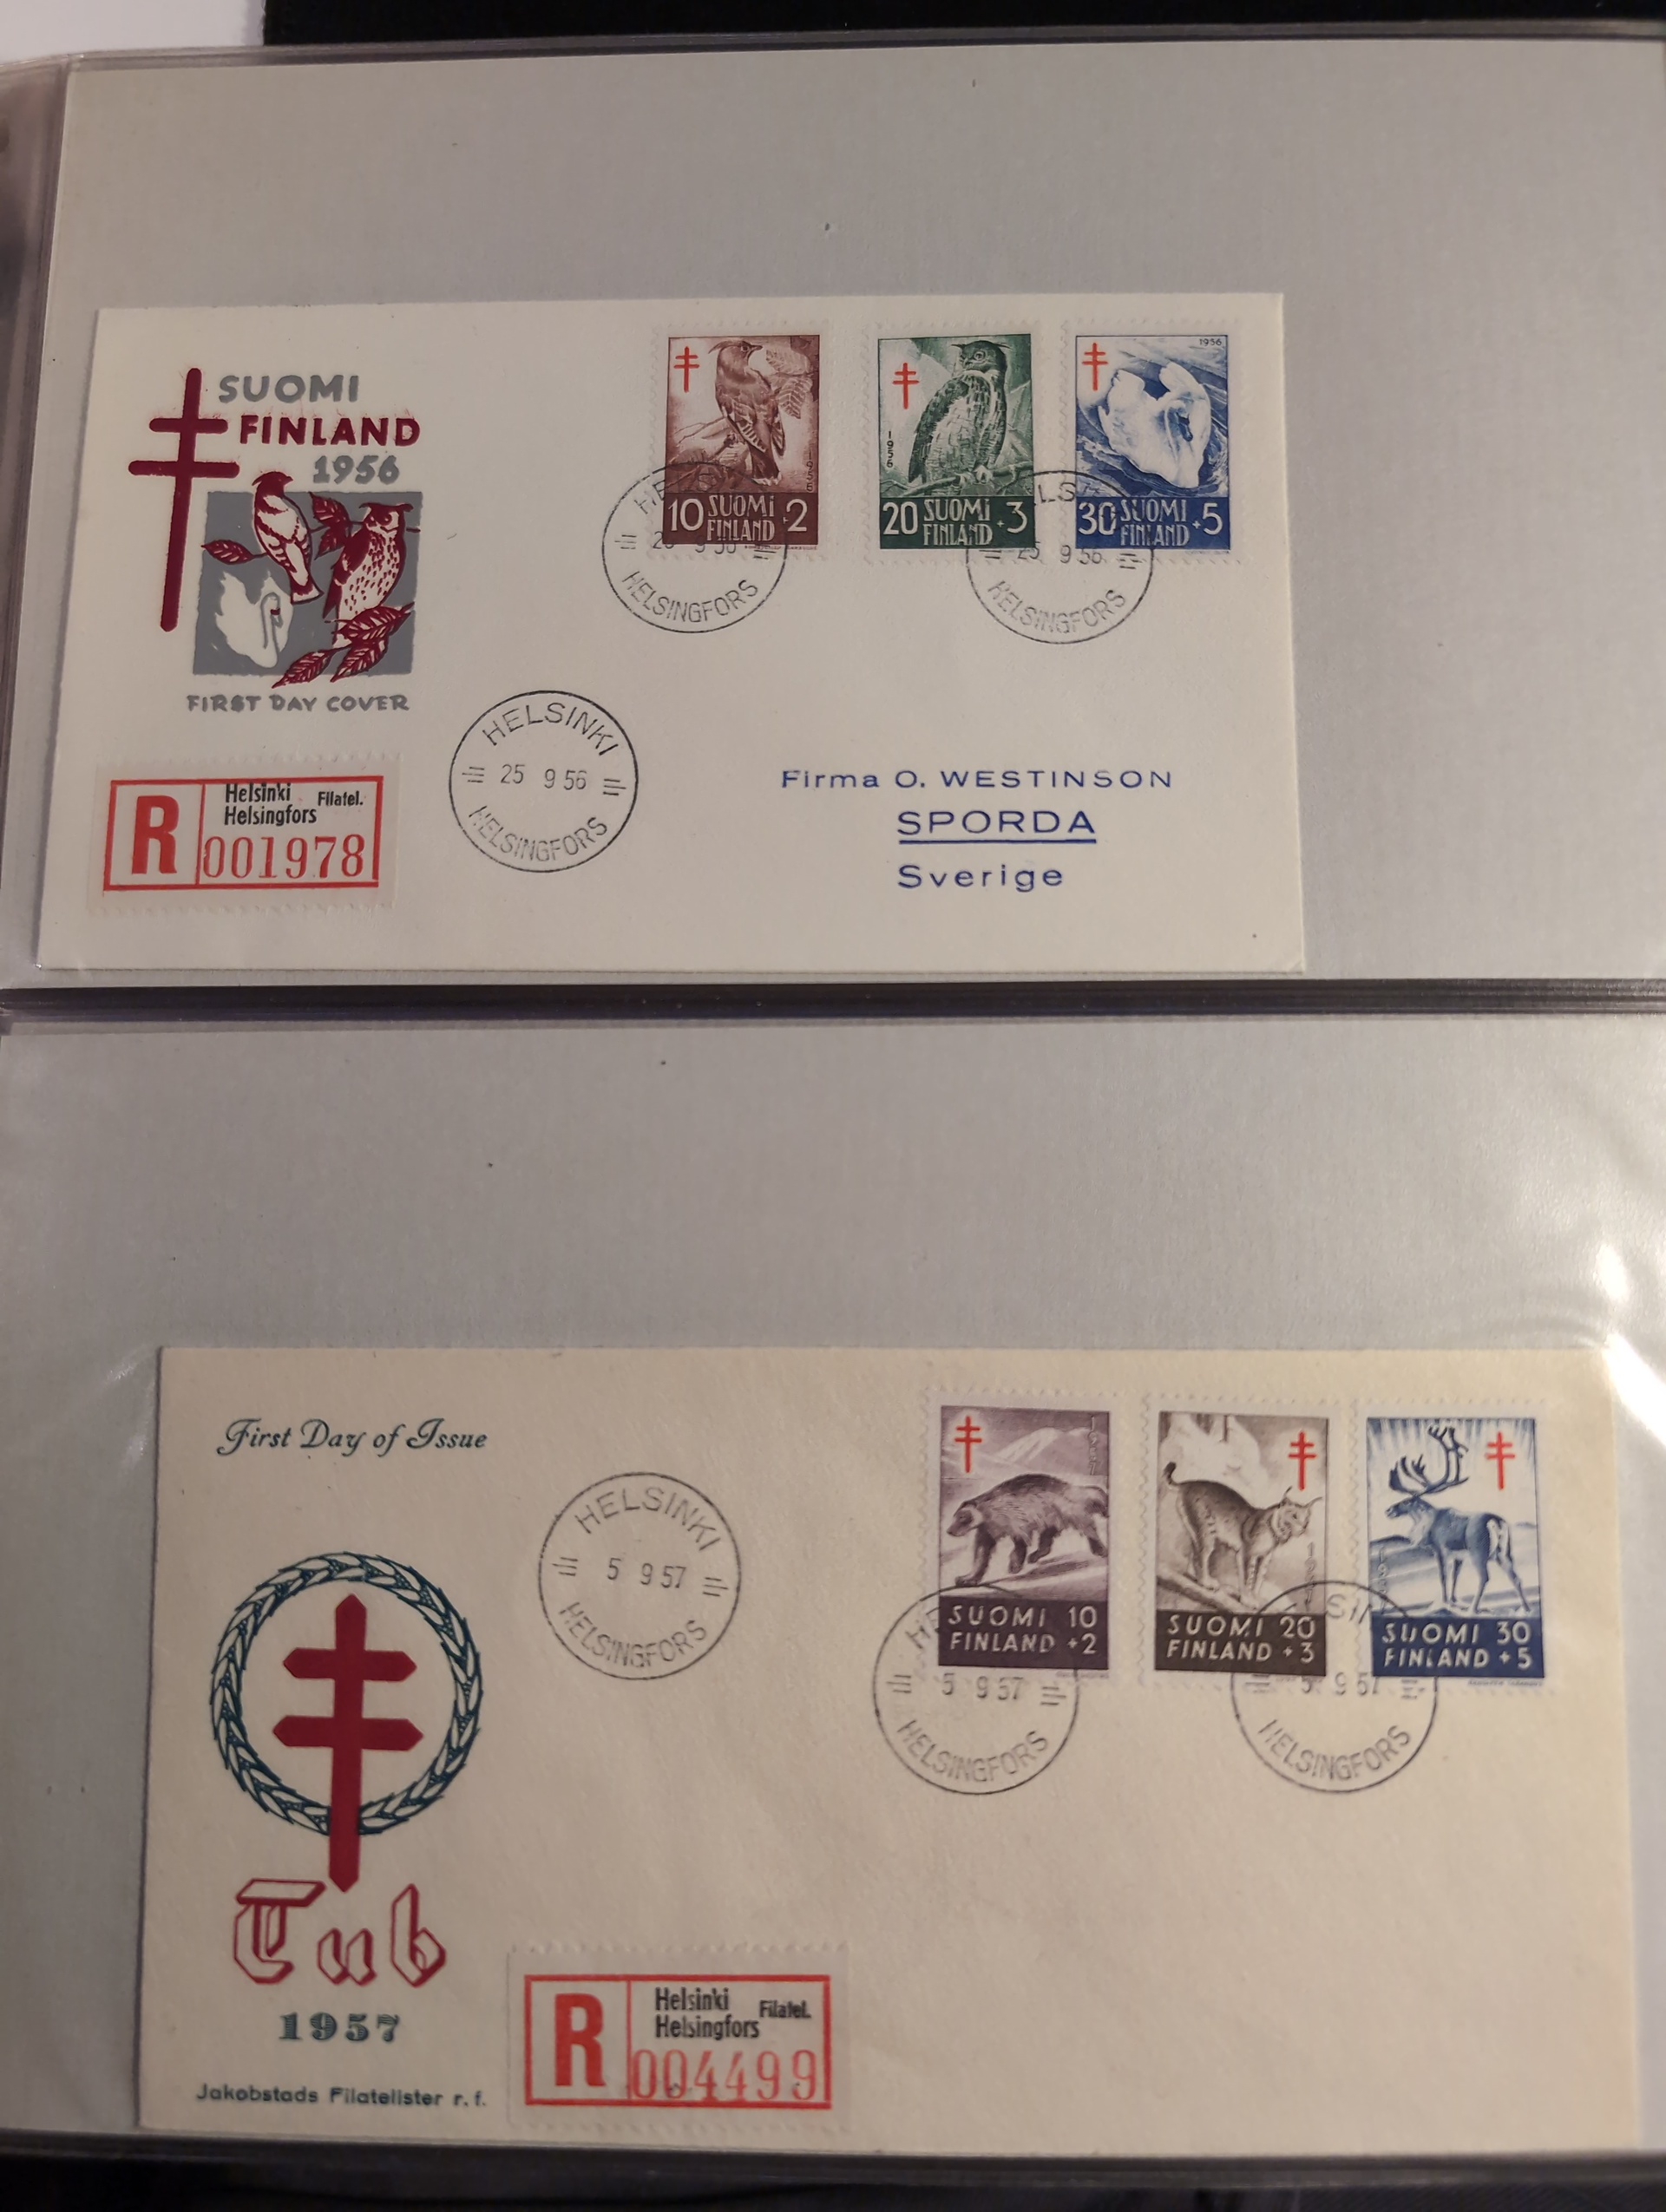 SUOMI
FINLAND
1956
FIRST DAY COVER
1956
10 SUOMI +2
FINLAND
1956
20 SUOMI +3
FINLAND
1956
30 SUOMI +5
FINLAND
HELSINGFORS
25 9 56
HELSINGFORS
HELSINKI
25 9 56
HELSINGFORS
R
Helsinki Filatel.
Helsingfors
001978
Firma O. WESTINSON
SPORDA
Sverige
First Day of Issue
HELSINKI
5 9 57
HELSINGFORS
SUOMI 10
FINLAND +2
SUOMI 20
FINLAND +3
SUOMI 30
FINLAND +5
5 9 57
HELSINGFORS
5 9 57
HELSINGFORS
Tub
1957
Jakobstads Filatelister r. f.
R
Helsinki Filatel.
Helsingfors
004499